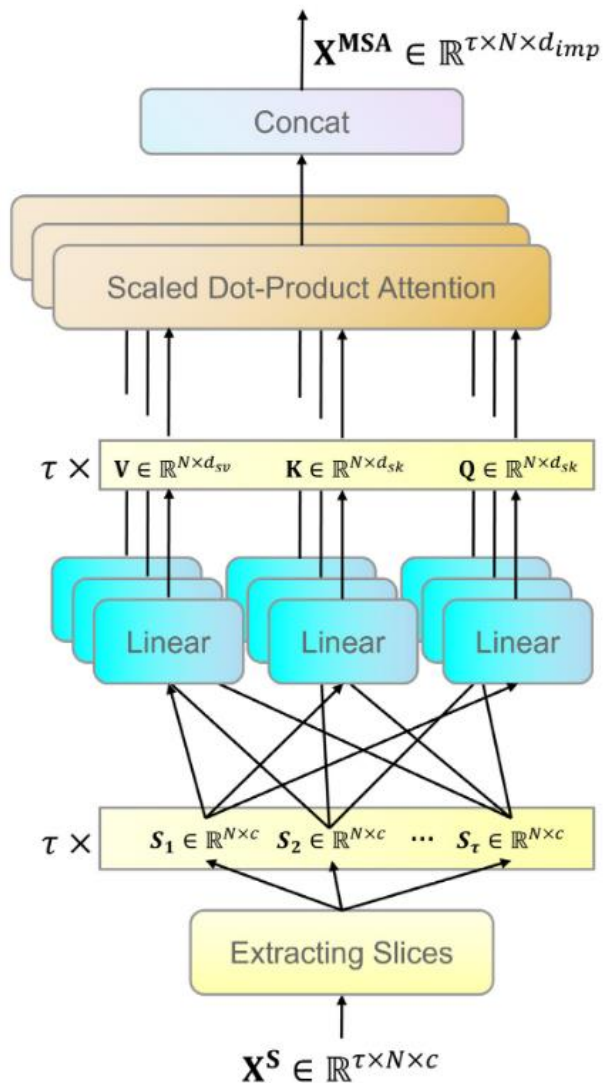 X^MSA ∈ ℝ^{τ×N×d_imp}
Concat
Scaled Dot-Product Attention
τ × V ∈ ℝ^{N×d_sv} K ∈ ℝ^{N×d_sk} Q ∈ ℝ^{N×d_sk}
Linear Linear Linear
τ × S_1 ∈ ℝ^{N×c} S_2 ∈ ℝ^{N×c} ⋯ S_τ ∈ ℝ^{N×c}
Extracting Slices
X^S ∈ ℝ^{τ×N×c}